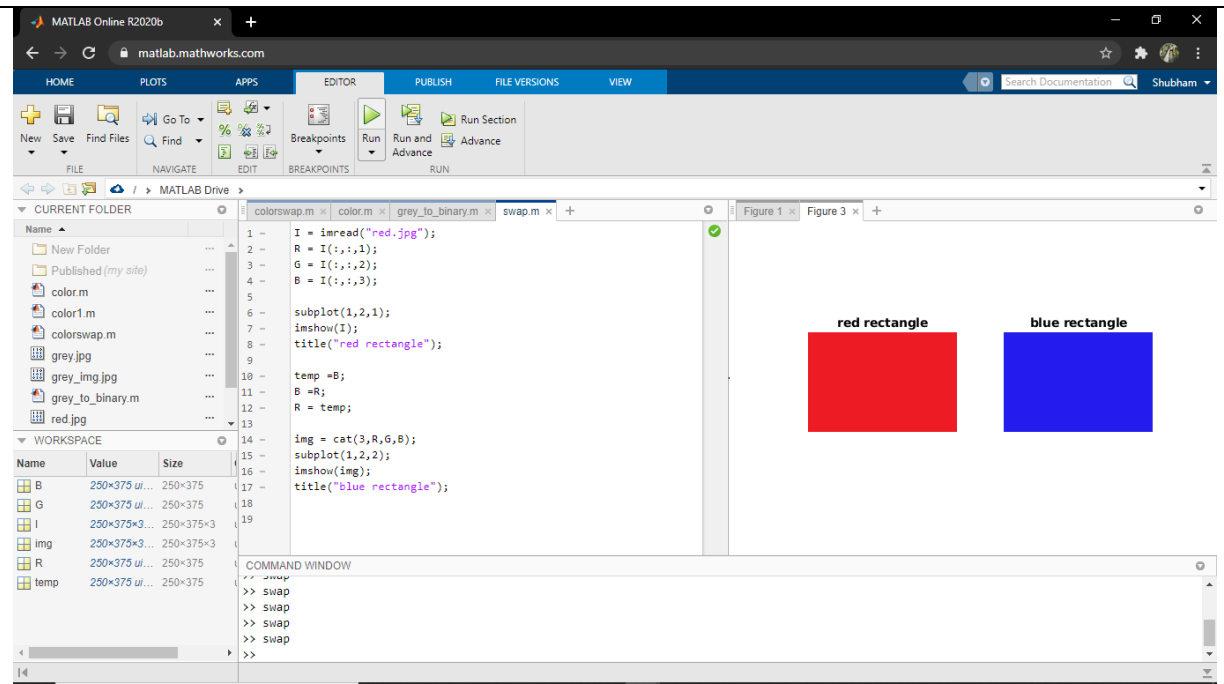 MATLAB Online R2020b
matlab.mathworks.com
HOME PLOTS APPS EDITOR PUBLISH FILE VERSIONS VIEW Search Documentation Shubham
New Save Find Files Go To Find Breakpoints Run Run and Advance Run Section Advance
FILE NAVIGATE EDIT BREAKPOINTS RUN
/ > MATLAB Drive >
CURRENT FOLDER
Name
New Folder
Published (my site)
color.m
color1.m
colorswap.m
grey.jpg
grey_img.jpg
grey_to_binary.m
red.jpg
WORKSPACE
Name Value Size
B 250×375 ui... 250×375
G 250×375 ui... 250×375
I 250×375×3... 250×375×3
img 250×375×3... 250×375×3
R 250×375 ui... 250×375
temp 250×375 ui... 250×375
colorswap.m × color.m × grey_to_binary.m × swap.m × +
1 - I = imread("red.jpg");
2 - R = I(:,:,1);
3 - G = I(:,:,2);
4 - B = I(:,:,3);
5
6 - subplot(1,2,1);
7 - imshow(I);
8 - title("red rectangle");
9
10 - temp =B;
11 - B =R;
12 - R = temp;
13
14 - img = cat(3,R,G,B);
15 - subplot(1,2,2);
16 - imshow(img);
17 - title("blue rectangle");
18
19
Figure 1 × Figure 3 × +
red rectangle blue rectangle
COMMAND WINDOW
>> swap
>> swap
>> swap
>> swap
>> swap
>>